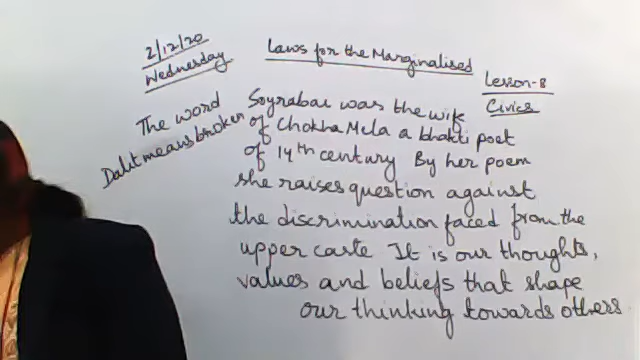 2/12/20
Wednesday
Laws for the Marginalised
Lesson-8
Civics
The word
Dalit means broken
Soyrabai was the wife
of Chokha Mela a bhakti poet
of 14th century By her poem
she raises question against
the discrimination faced from the
upper caste It is our thoughts,
values and beliefs that shape
our thinking towards others